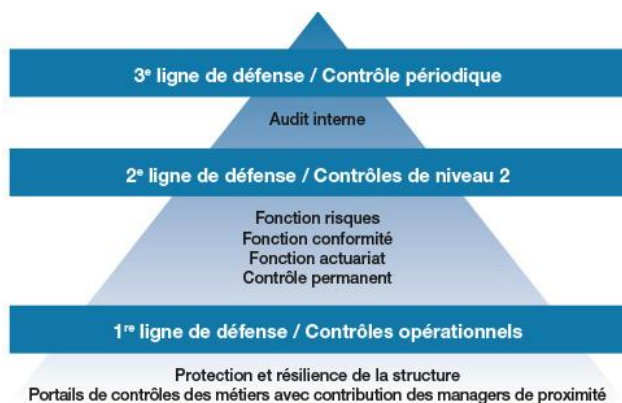 3e ligne de défense / Contrôle périodique
Audit interne
2e ligne de défense / Contrôles de niveau 2
Fonction risques
Fonction conformité
Fonction actuariat
Contrôle permanent
1re ligne de défense / Contrôles opérationnels
Protection et résilience de la structure
Portails de contrôles des métiers avec contribution des managers de proximité